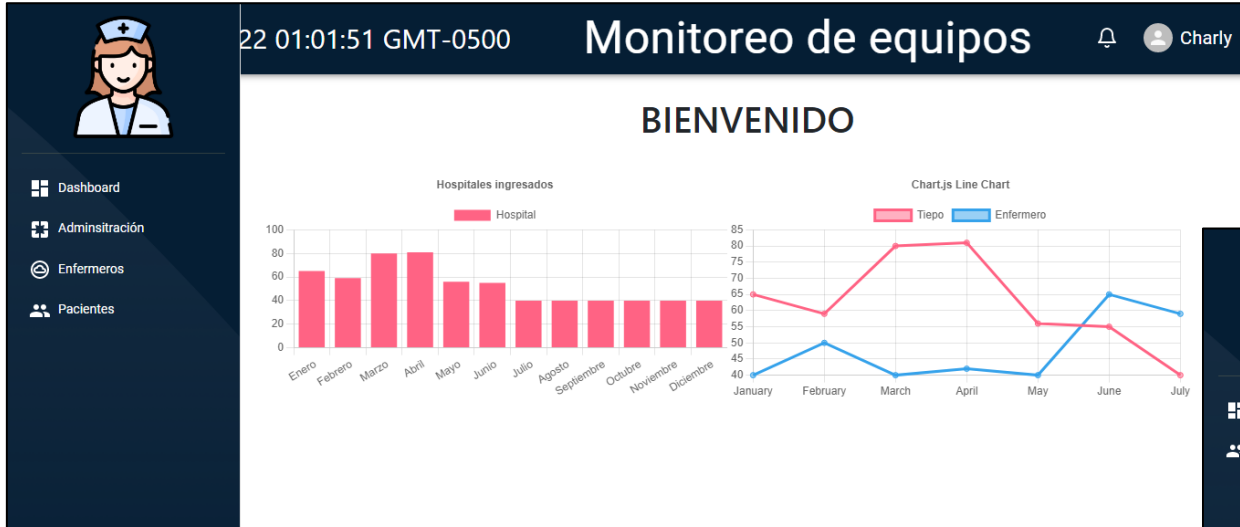 22 01:01:51 GMT-0500
Monitoreo de equipos
Charly
Dashboard
Adminsitración
Enfermeros
Pacientes
BIENVENIDO
Hospitales ingresados
Hospital
100
80
60
40
20
0
Enero Febrero Marzo Abril Mayo Junio Julio Agosto Septiembre Octubre Noviembre Diciembre
Chart.js Line Chart
Tiepo Enfermero
85
80
75
70
65
60
55
50
45
40
January February March April May June July